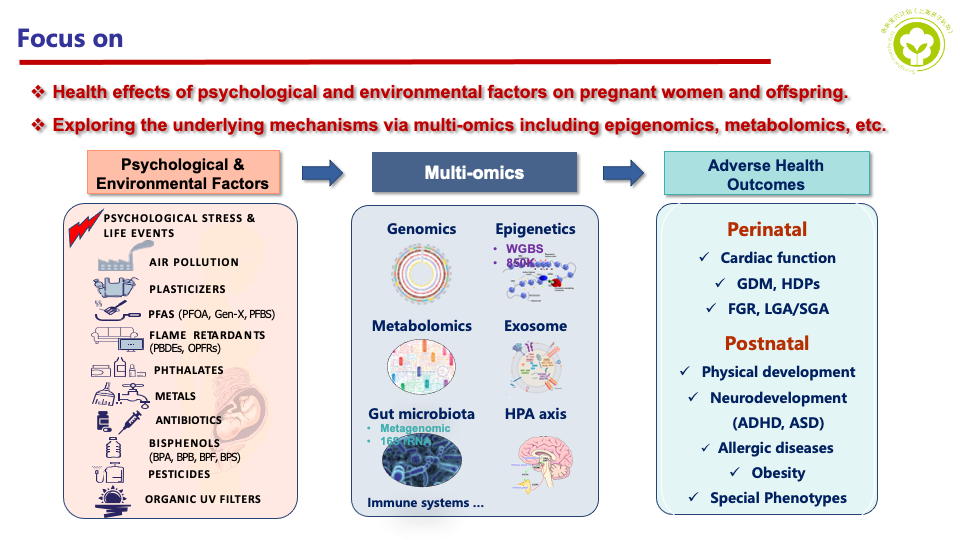 Focus on
❖ Health effects of psychological and environmental factors on pregnant women and offspring.
❖ Exploring the underlying mechanisms via multi-omics including epigenomics, metabolomics, etc.
Psychological &
Environmental Factors
PSYCHOLOGICAL STRESS &
LIFE EVENTS
AIR POLLUTION
PLASTICIZERS
PFAS (PFOA, Gen-X, PFBS)
FLAME RETARDANTS
(PBDEs, OPFRs)
PHTHALATES
METALS
ANTIBIOTICS
BISPHENOLS
(BPA, BPB, BPF, BPS)
PESTICIDES
ORGANIC UV FILTERS
Multi-omics
Genomics
Epigenetics
• WGBS
• 850K
Metabolomics
Exosome
Gut microbiota
• Metagenomic
• 16S rRNA
HPA axis
Immune systems ...
Adverse Health
Outcomes
Perinatal
✓ Cardiac function
✓ GDM, HDPs
✓ FGR, LGA/SGA
Postnatal
✓ Physical development
✓ Neurodevelopment
(ADHD, ASD)
✓ Allergic diseases
✓ Obesity
✓ Special Phenotypes